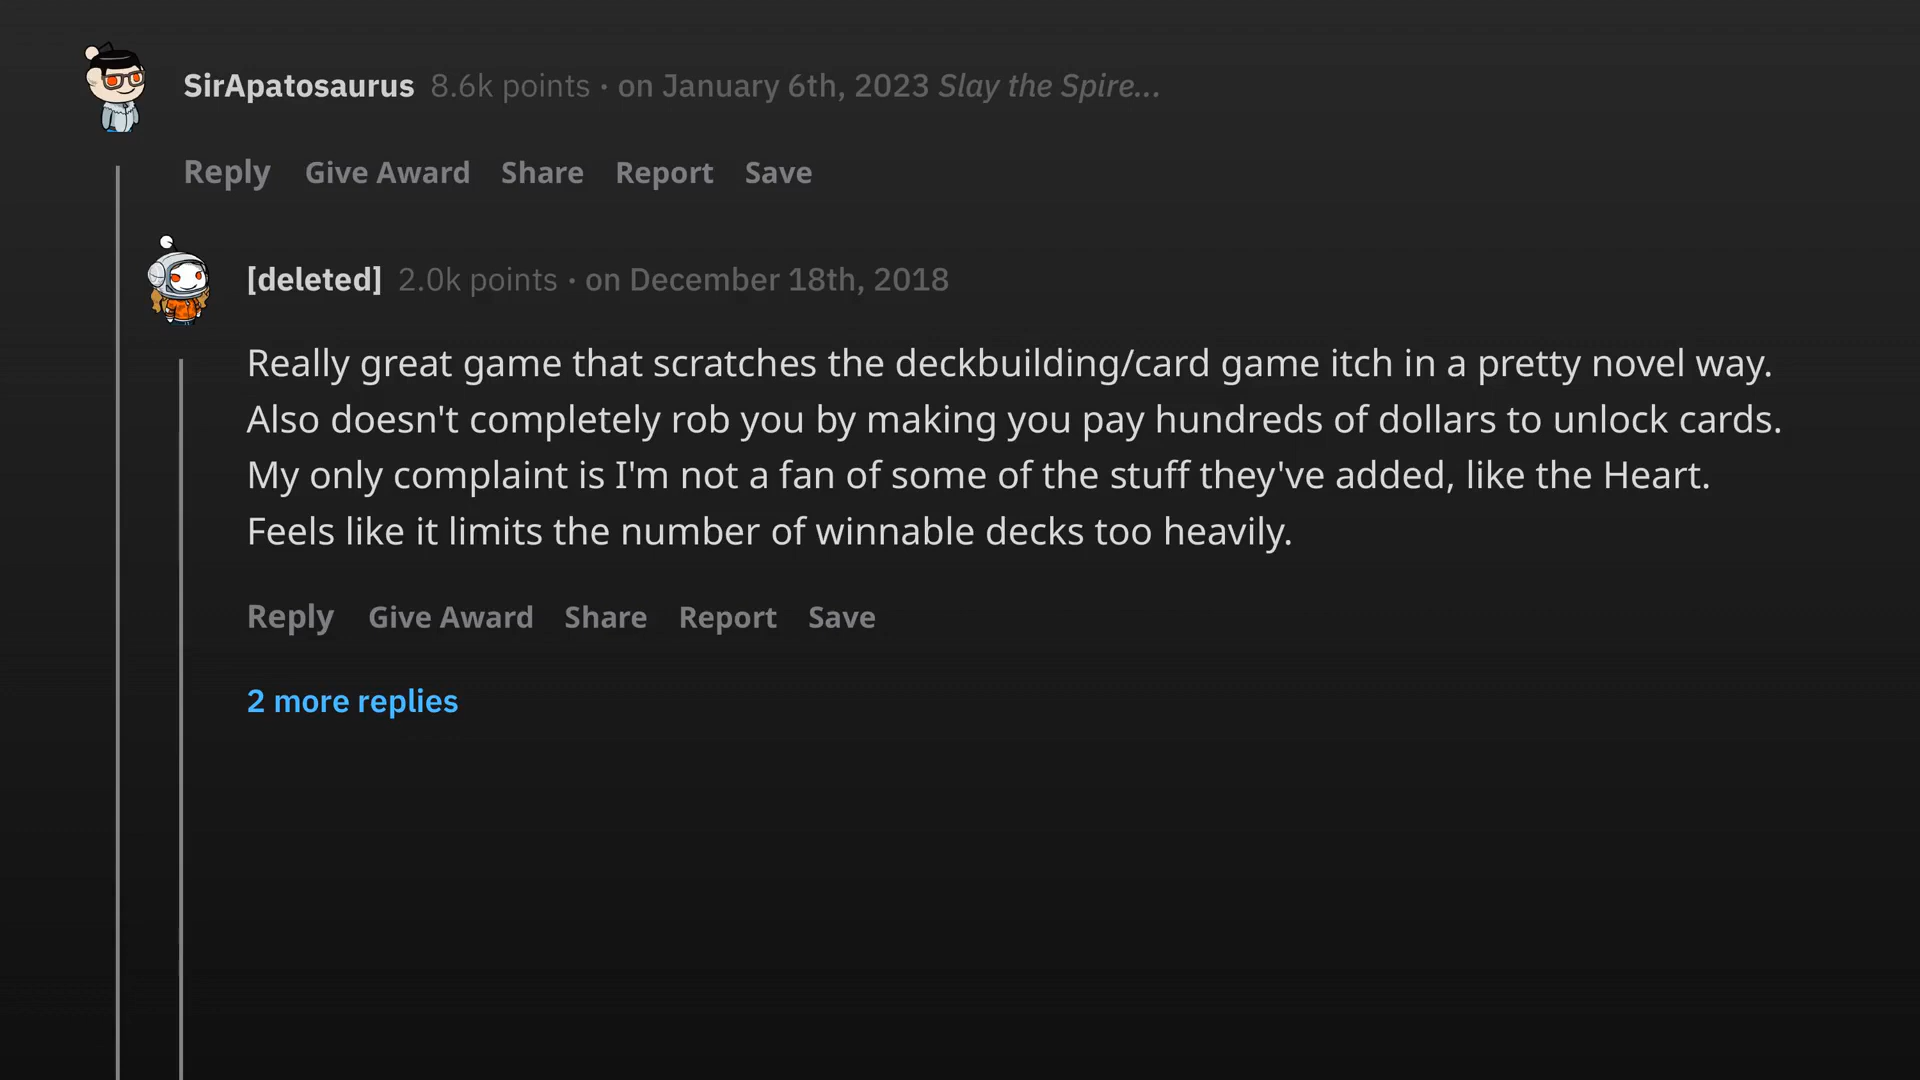 SirApatosaurus 8.6k points · on January 6th, 2023 Slay the Spire...
Reply Give Award Share Report Save
[deleted] 2.0k points · on December 18th, 2018
Really great game that scratches the deckbuilding/card game itch in a pretty novel way.
Also doesn't completely rob you by making you pay hundreds of dollars to unlock cards.
My only complaint is I'm not a fan of some of the stuff they've added, like the Heart.
Feels like it limits the number of winnable decks too heavily.
Reply Give Award Share Report Save
2 more replies